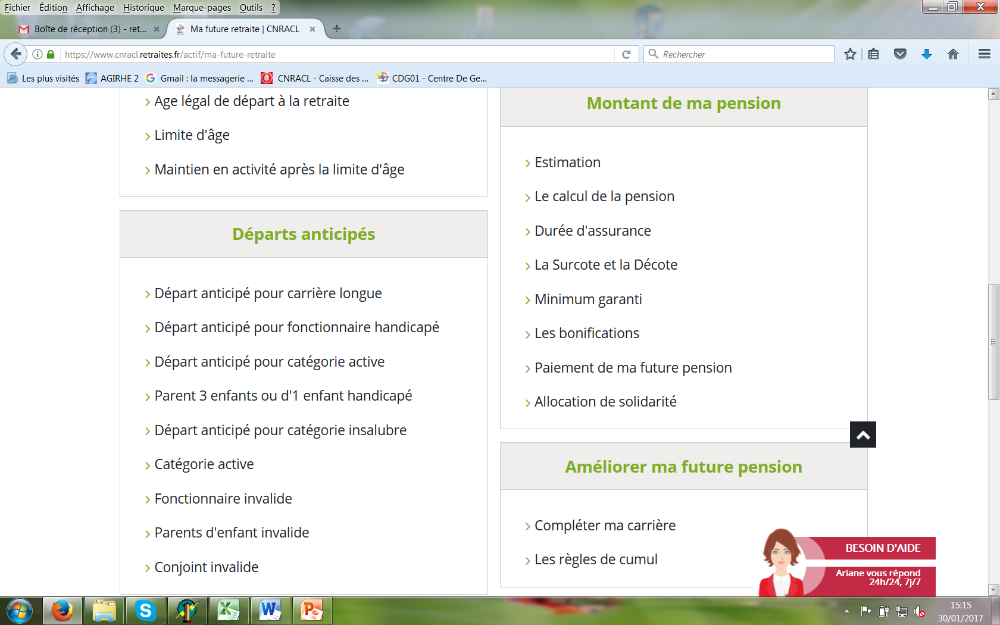 Fichier Édition Affichage Historique Marque-pages Outils ?
Boîte de réception (3) - ret...
Ma future retraite | CNRACL
https://www.cnracl.retraites.fr/actif/ma-future-retraite
Rechercher
Les plus visités AGIRHE 2 Gmail : la messagerie ... CNRACL - Caisse des ... CDG01 - Centre De Ge...
Age légal de départ à la retraite
Limite d'âge
Maintien en activité après la limite d'âge
Départs anticipés
Départ anticipé pour carrière longue
Départ anticipé pour fonctionnaire handicapé
Départ anticipé pour catégorie active
Parent 3 enfants ou d'1 enfant handicapé
Départ anticipé pour catégorie insalubre
Catégorie active
Fonctionnaire invalide
Parents d'enfant invalide
Conjoint invalide
Montant de ma pension
Estimation
Le calcul de la pension
Durée d'assurance
La Surcote et la Décote
Minimum garanti
Les bonifications
Paiement de ma future pension
Allocation de solidarité
Améliorer ma future pension
Compléter ma carrière
Les règles de cumul
BESOIN D'AIDE
Ariane vous répond
24h/24, 7j/7
15:15
30/01/2017